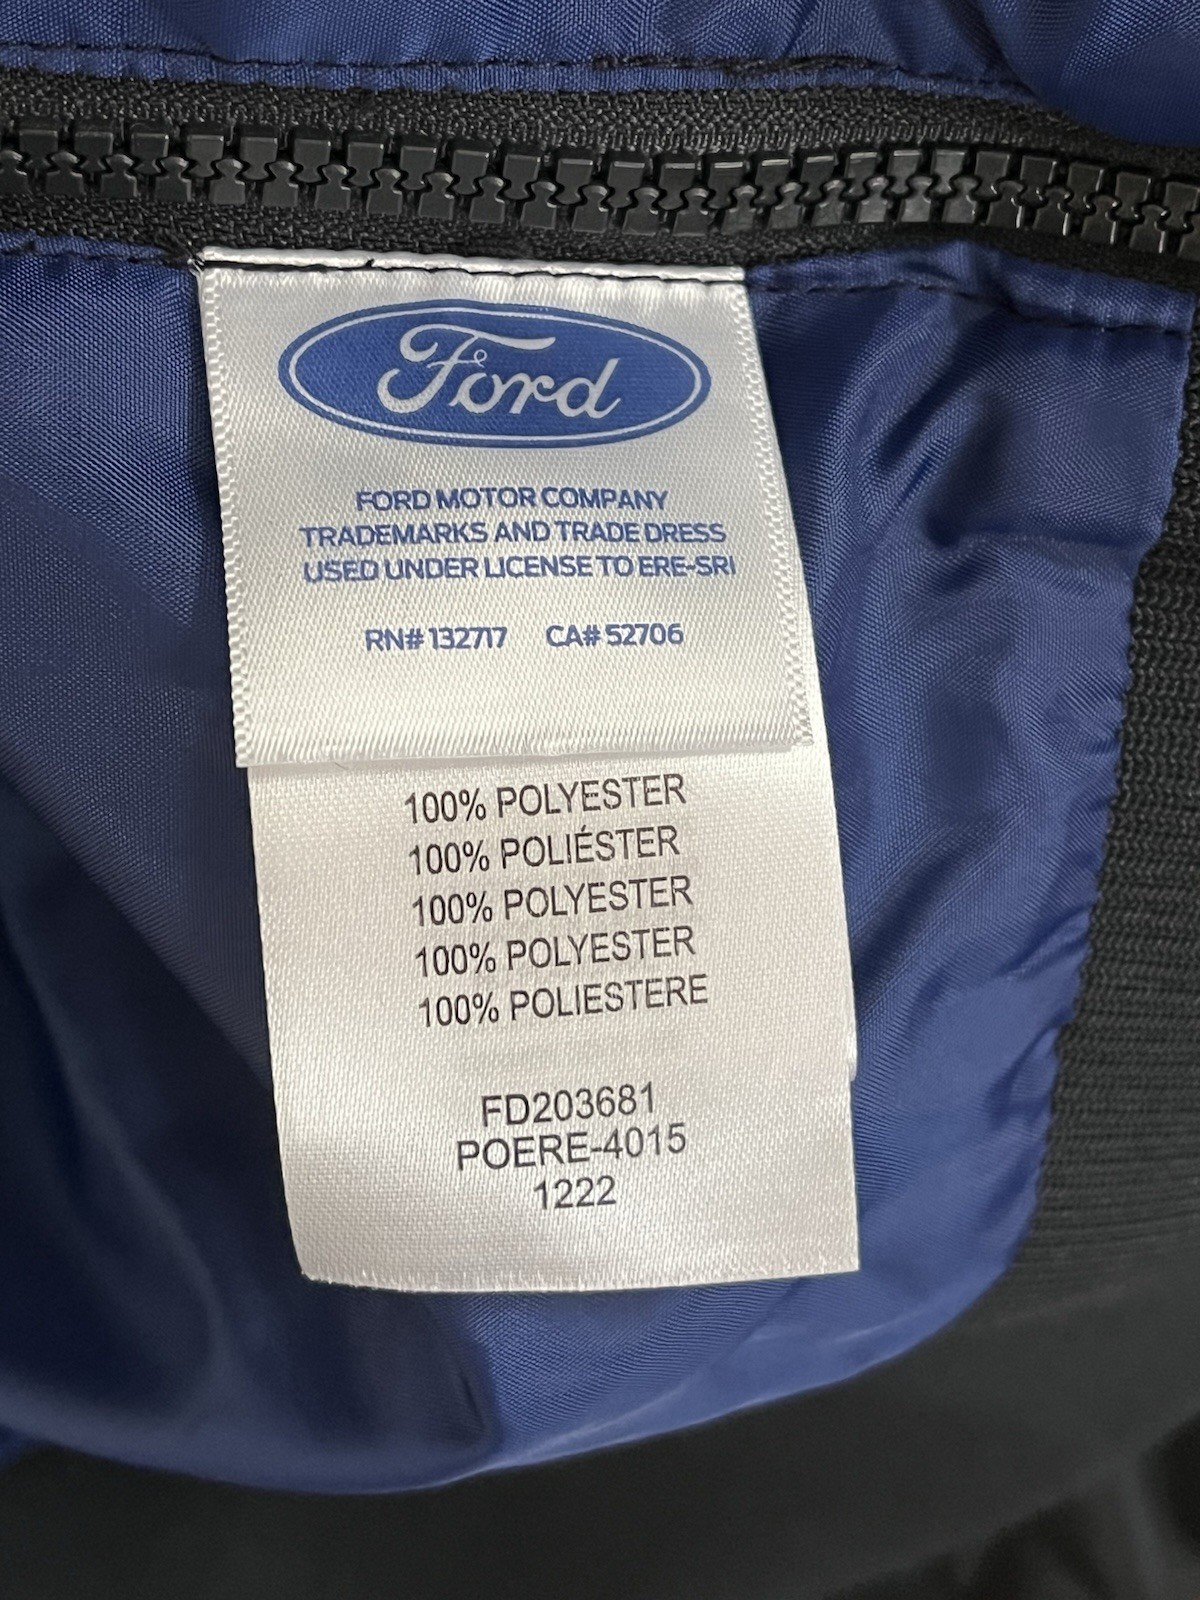 Ford
FORD MOTOR COMPANY
TRADEMARKS AND TRADE DRESS
USED UNDER LICENSE TO ERE-SRI
RN# 132717 CA# 52706
100% POLYESTER
100% POLIÉSTER
100% POLYESTER
100% POLYESTER
100% POLIESTERE
FD203681
POERE-4015
1222